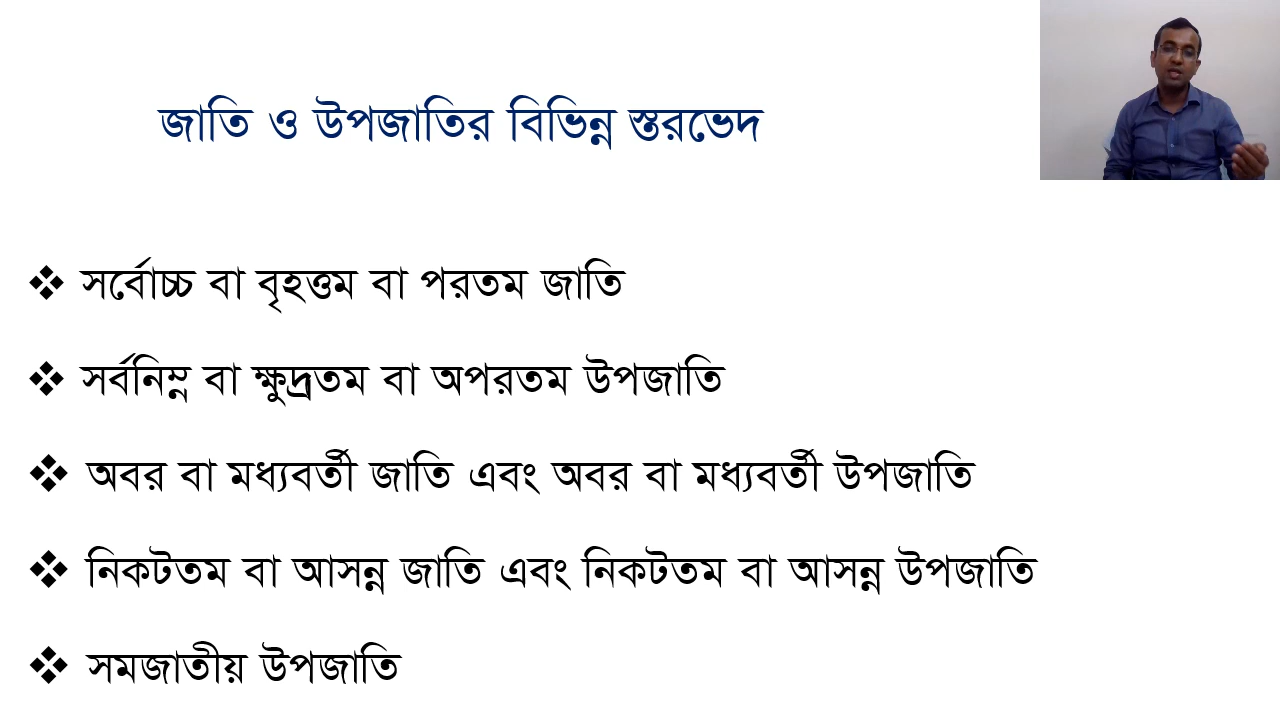 জাতি ও উপজাতির বিভিন্ন স্তরভেদ
❖ সর্বোচ্চ বা বৃহত্তম বা পরতম জাতি
❖ সর্বনিম্ন বা ক্ষুদ্রতম বা অপরতম উপজাতি
❖ অবর বা মধ্যবর্তী জাতি এবং অবর বা মধ্যবর্তী উপজাতি
❖ নিকটতম বা আসন্ন জাতি এবং নিকটতম বা আসন্ন উপজাতি
❖ সমজাতীয় উপজাতি